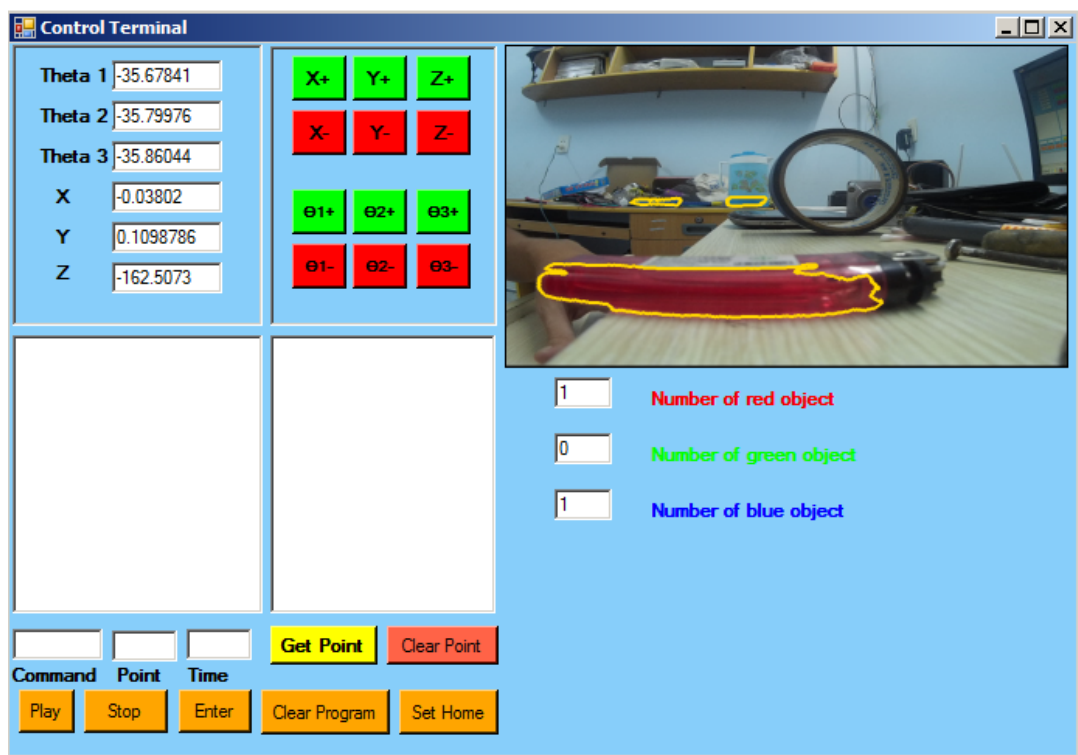 Control Terminal
Theta 1 -35.67841
Theta 2 -35.79976
Theta 3 -35.86044
X -0.03802
Y 0.1098786
Z -162.5073
X+ Y+ Z+
X- Y- Z-
Θ1+ Θ2+ Θ3+
Θ1- Θ2- Θ3-
1 Number of red object
0 Number of green object
1 Number of blue object
Get Point Clear Point
Command Point Time
Play Stop Enter Clear Program Set Home